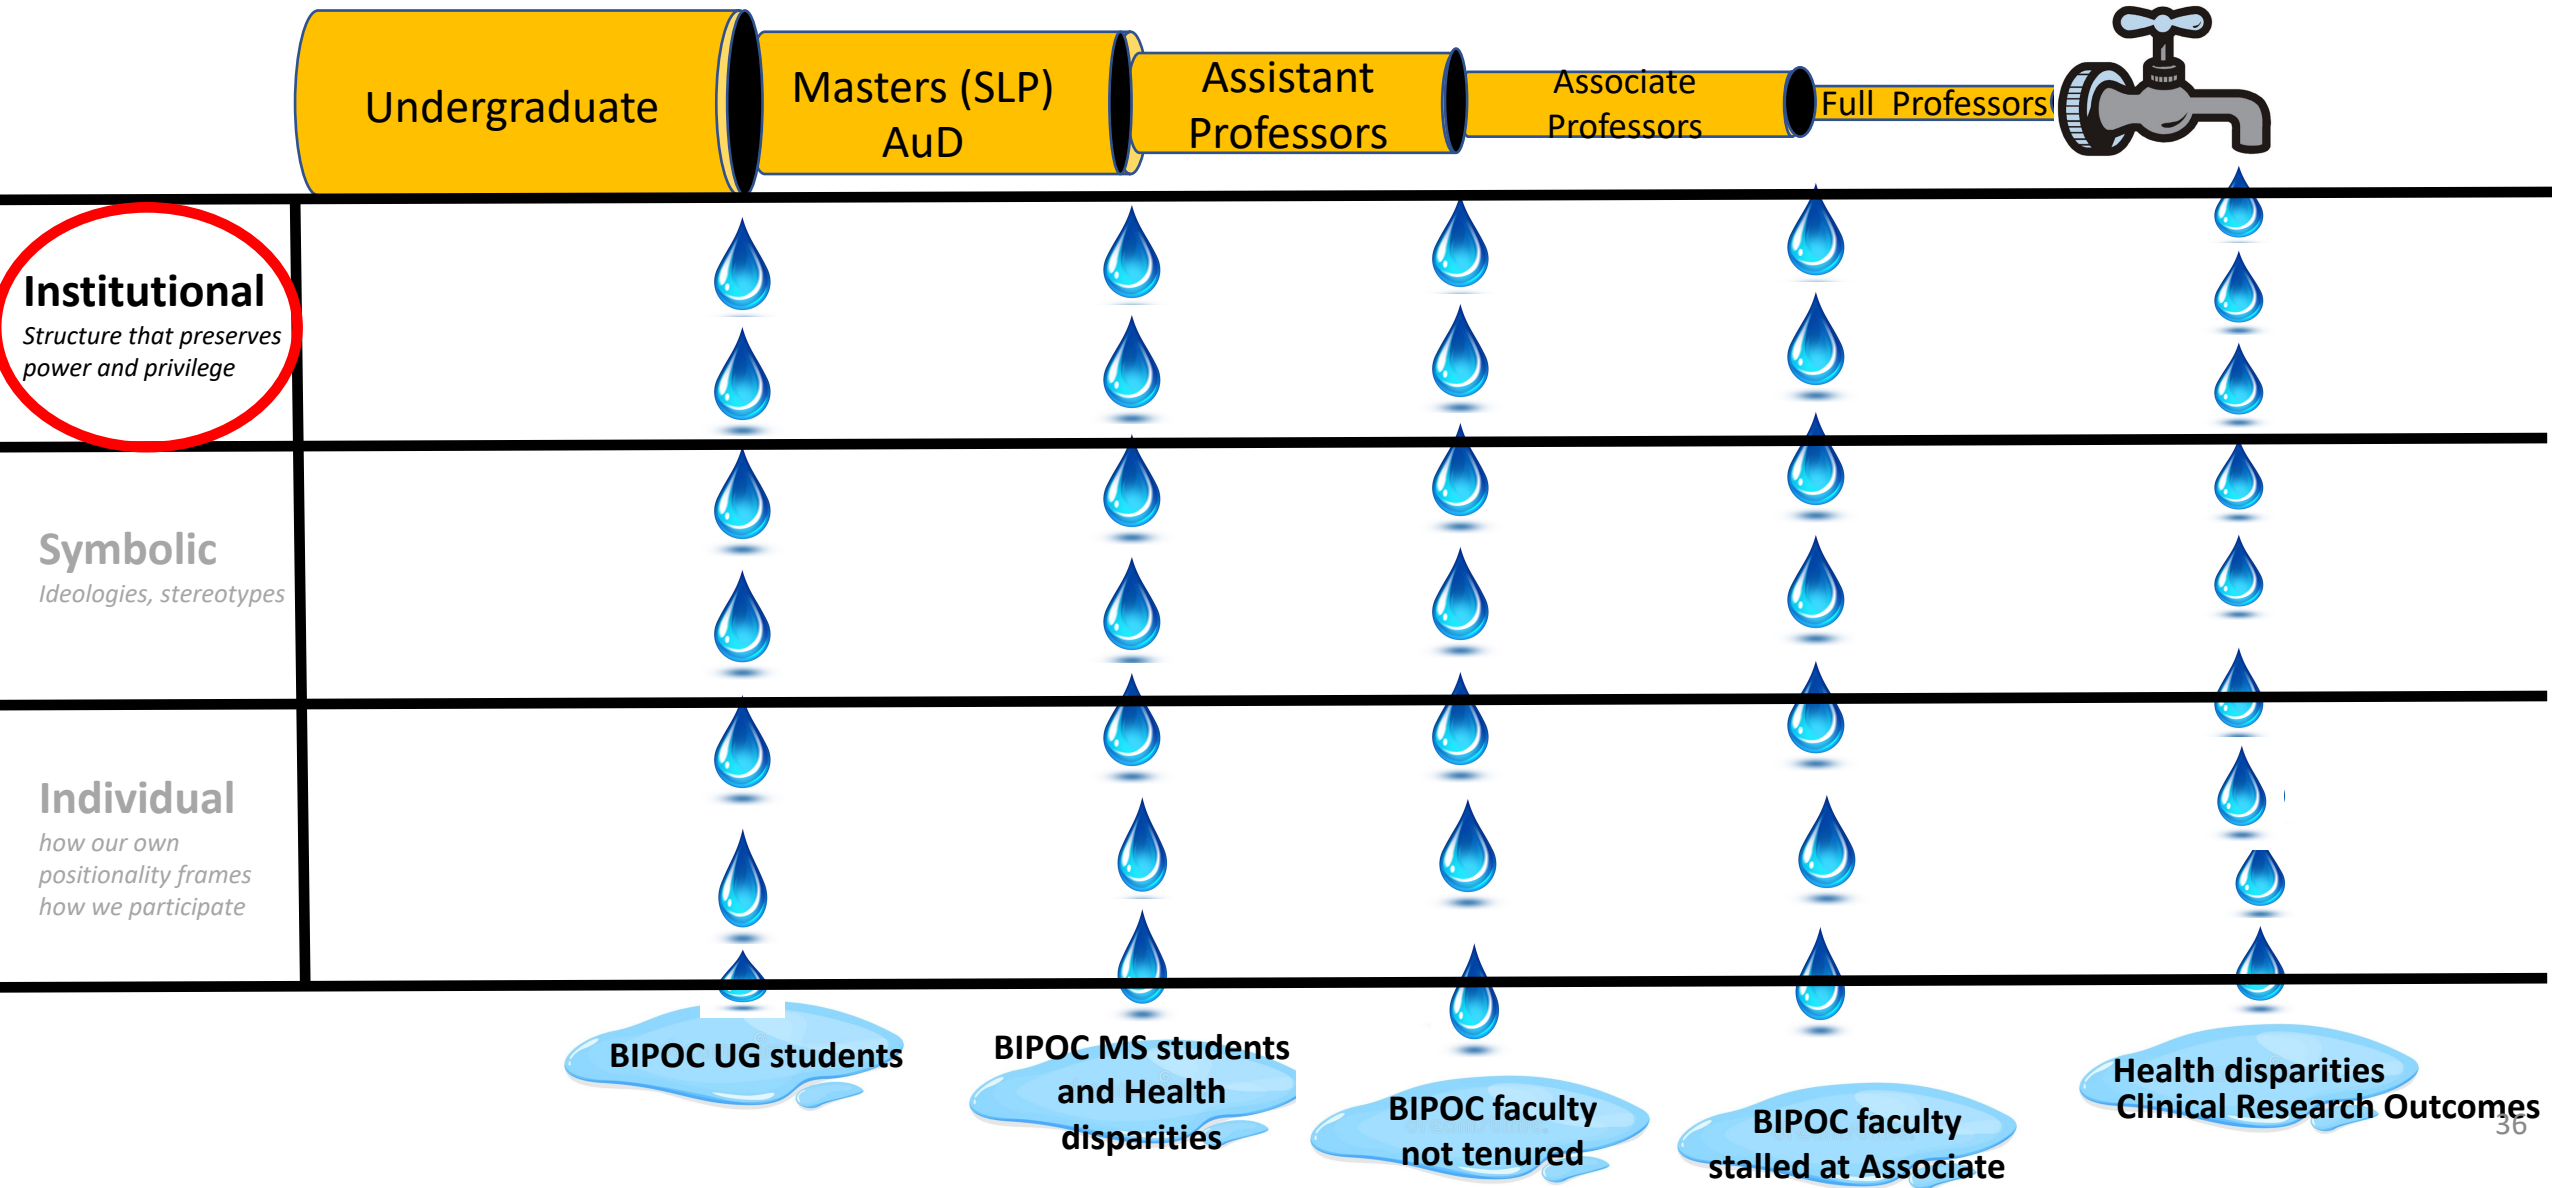 Undergraduate
Masters (SLP)
AuD
Assistant
Professors
Associate
Professors
Full Professors
Institutional
Structure that preserves
power and privilege
Symbolic
Ideologies, stereotypes
Individual
how our own
positionality frames
how we participate
BIPOC UG students
BIPOC MS students
and Health
disparities
BIPOC faculty
not tenured
BIPOC faculty
stalled at Associate
Health disparities
Clinical Research Outcomes
36